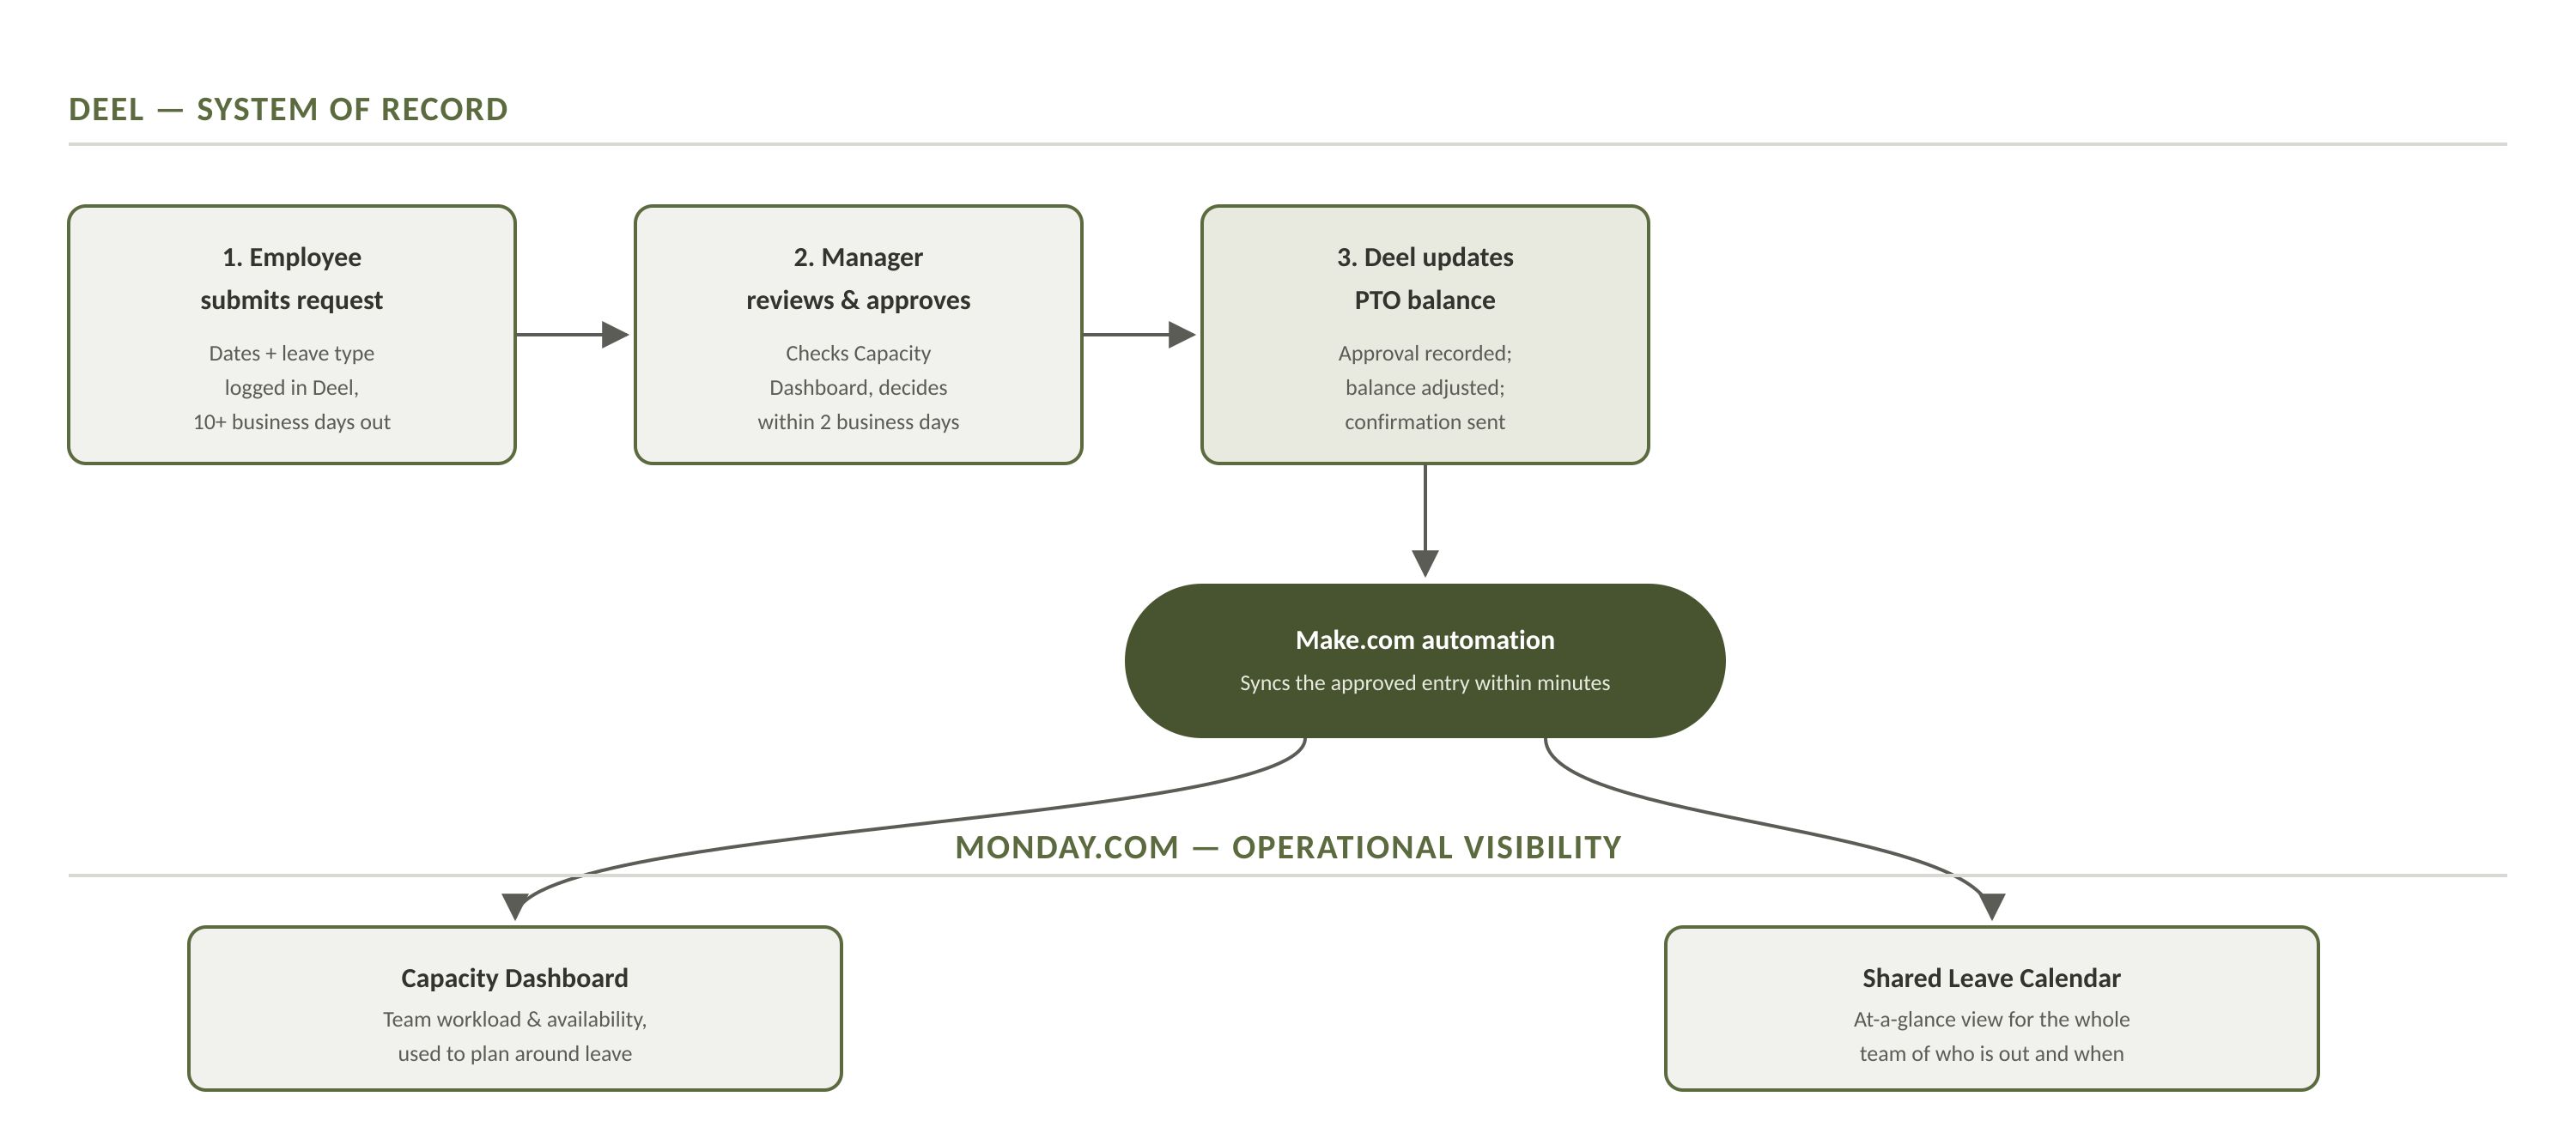 DEEL — SYSTEM OF RECORD
1. Employee
submits request
Dates + leave type
logged in Deel,
10+ business days out
2. Manager
reviews & approves
Checks Capacity
Dashboard, decides
within 2 business days
3. Deel updates
PTO balance
Approval recorded;
balance adjusted;
confirmation sent
Make.com automation
Syncs the approved entry within minutes
MONDAY.COM — OPERATIONAL VISIBILITY
Capacity Dashboard
Team workload & availability,
used to plan around leave
Shared Leave Calendar
At-a-glance view for the whole
team of who is out and when